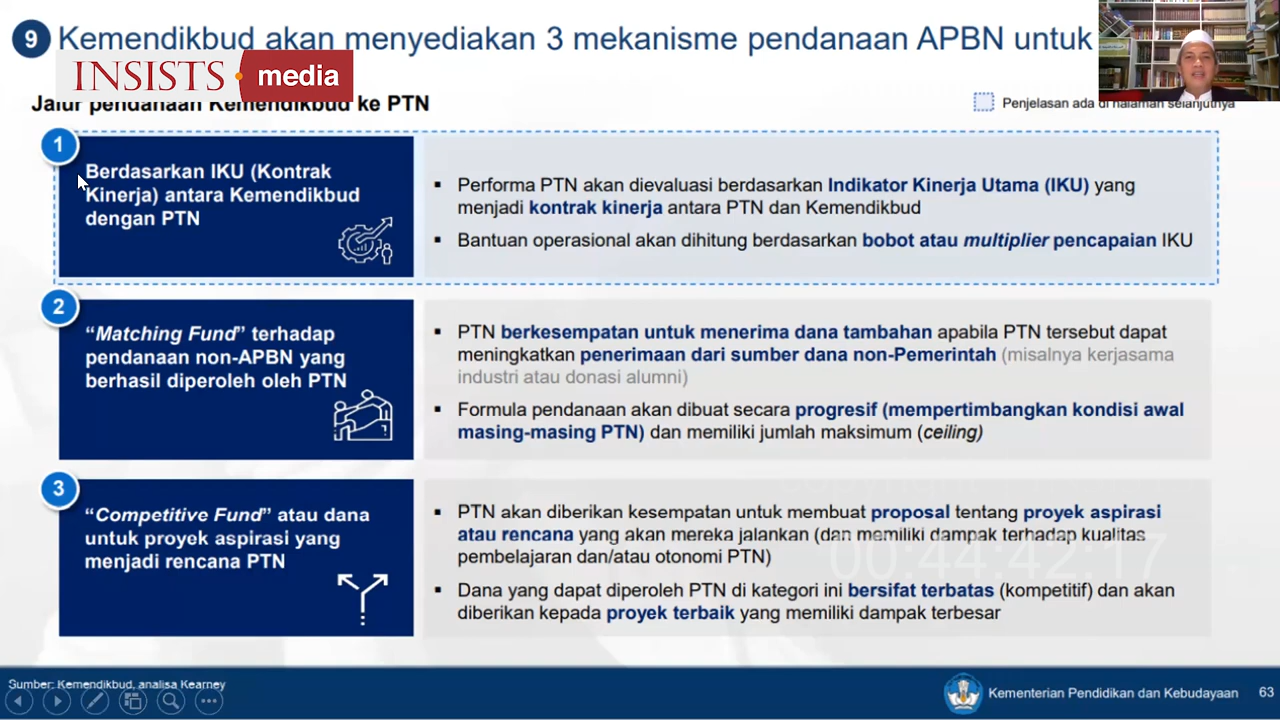 9 Kemendikbud akan menyediakan 3 mekanisme pendanaan APBN untuk
INSISTS media
Jalur pendanaan Kemendikbud ke PTN
Penjelasan ada di halaman selanjutnya
1
Berdasarkan IKU (Kontrak
Kinerja) antara Kemendikbud
dengan PTN
▪ Performa PTN akan dievaluasi berdasarkan Indikator Kinerja Utama (IKU) yang
menjadi kontrak kinerja antara PTN dan Kemendikbud
▪ Bantuan operasional akan dihitung berdasarkan bobot atau multiplier pencapaian IKU
2
“Matching Fund” terhadap
pendanaan non-APBN yang
berhasil diperoleh oleh PTN
▪ PTN berkesempatan untuk menerima dana tambahan apabila PTN tersebut dapat
meningkatkan penerimaan dari sumber dana non-Pemerintah (misalnya kerjasama
industri atau donasi alumni)
▪ Formula pendanaan akan dibuat secara progresif (mempertimbangkan kondisi awal
masing-masing PTN) dan memiliki jumlah maksimum (ceiling)
3
“Competitive Fund” atau dana
untuk proyek aspirasi yang
menjadi rencana PTN
▪ PTN akan diberikan kesempatan untuk membuat proposal tentang proyek aspirasi
atau rencana yang akan mereka jalankan (dan memiliki dampak terhadap kualitas
pembelajaran dan/atau otonomi PTN)
▪ Dana yang dapat diperoleh PTN di kategori ini bersifat terbatas (kompetitif) dan akan
diberikan kepada proyek terbaik yang memiliki dampak terbesar
00:44:42:17
Sumber: Kemendikbud, analisa Kearney
Kementerian Pendidikan dan Kebudayaan 63